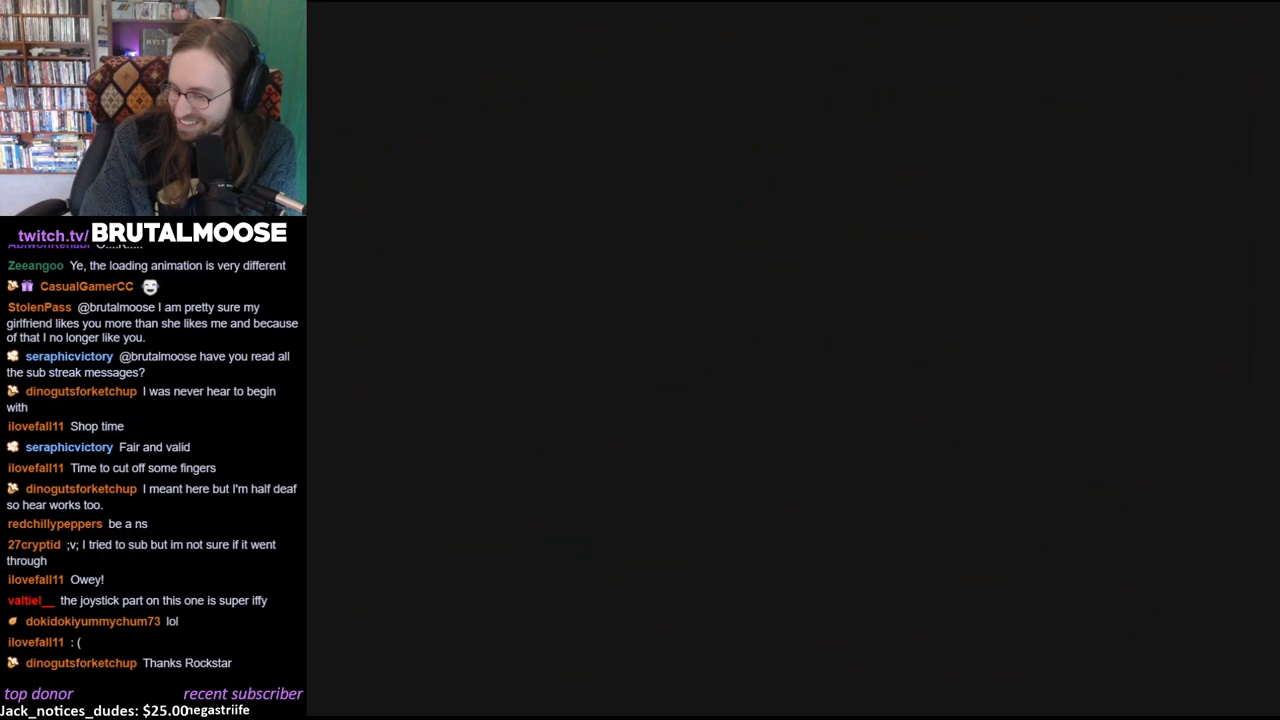 MYST
twitch.tv/BRUTALMOOSE
Zeeangoo Ye, the loading animation is very different
CasualGamerCC
StolenPass @brutalmoose I am pretty sure my
girlfriend likes you more than she likes me and because
of that I no longer like you.
seraphicvictory @brutalmoose have you read all
the sub streak messages?
dinogutsforketchup I was never hear to begin
with
ilovefall11 Shop time
seraphicvictory Fair and valid
ilovefall11 Time to cut off some fingers
dinogutsforketchup I meant here but I'm half deaf
so hear works too.
redchillypeppers be a ns
27cryptid ;v; I tried to sub but im not sure if it went
through
ilovefall11 Owey!
valtiel__ the joystick part on this one is super iffy
dokidokiyummychum73 lol
ilovefall11 : (
dinogutsforketchup Thanks Rockstar
top donor recent subscriber
Jack_notices_dudes: $25.00 negastriife